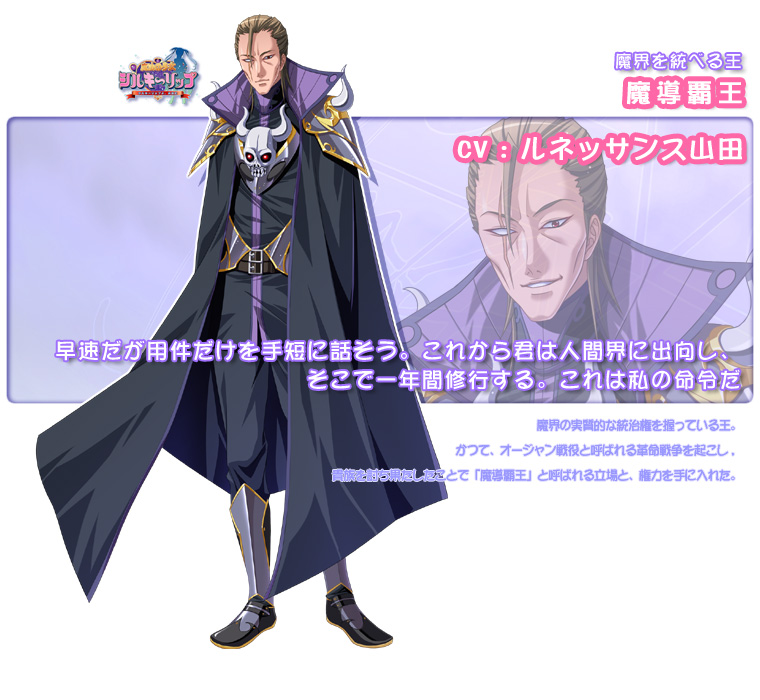 シルキーリップ
魔界を統べる王
魔導覇王
CV：ルネッサンス山田
早速だが用件だけを手短に話そう。これから君は人間界に出向し、
そこで一年間修行する。これは私の命令だ
魔界の実質的な統治権を握っている王。
かつて、オージャン戦役と呼ばれる革命戦争を起こし、
貴族を討ち果たしたことで「魔導覇王」と呼ばれる立場と、権力を手に入れた。